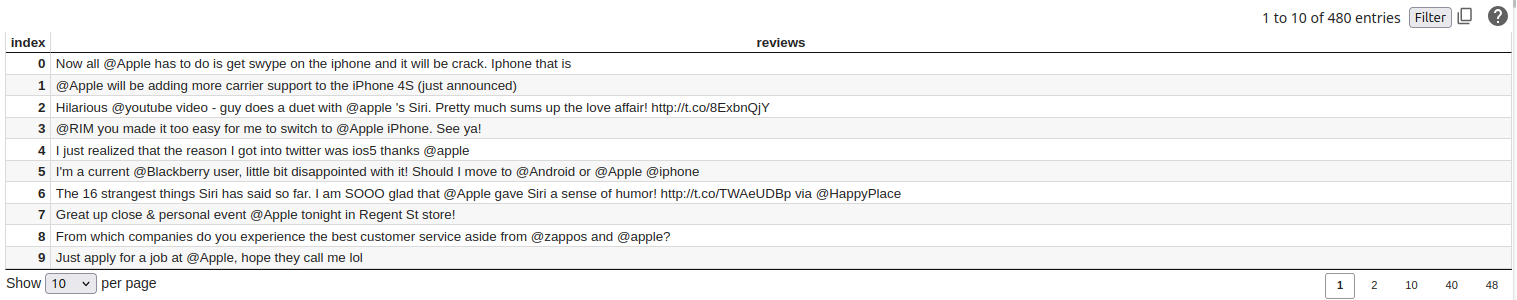 1 to 10 of 480 entries Filter
index reviews
0 Now all @Apple has to do is get swype on the iphone and it will be crack. Iphone that is
1 @Apple will be adding more carrier support to the iPhone 4S (just announced)
2 Hilarious @youtube video - guy does a duet with @apple 's Siri. Pretty much sums up the love affair! http://t.co/8ExbnQjY
3 @RIM you made it too easy for me to switch to @Apple iPhone. See ya!
4 I just realized that the reason I got into twitter was ios5 thanks @apple
5 I'm a current @Blackberry user, little bit disappointed with it! Should I move to @Android or @Apple @iphone
6 The 16 strangest things Siri has said so far. I am SOOO glad that @Apple gave Siri a sense of humor! http://t.co/TWAeUDBp via @HappyPlace
7 Great up close & personal event @Apple tonight in Regent St store!
8 From which companies do you experience the best customer service aside from @zappos and @apple?
9 Just apply for a job at @Apple, hope they call me lol
Show 10 per page 1 2 10 40 48